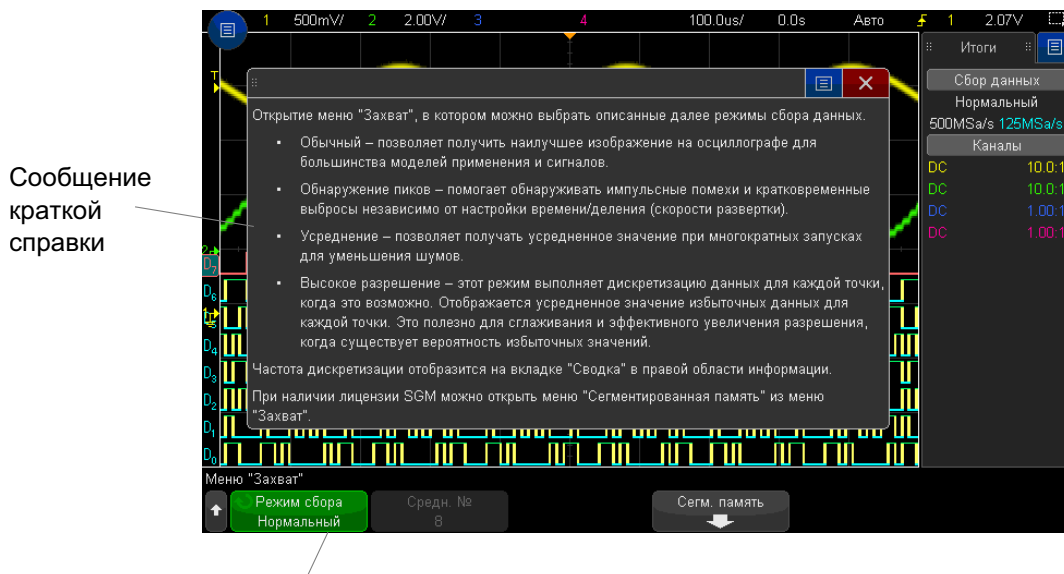 1 500mV/ 2 2.00V/ 3 4 100.0us/ 0.0s Авто 1 2.07V
Итоги
Сбор данных
Нормальный
500MSa/s 125MSa/s
Каналы
DC 10.0:1
DC 10.0:1
DC 1.00:1
DC 1.00:1
Сообщение
краткой
справки
T
Открытие меню "Захват", в котором можно выбрать описанные далее режимы сбора данных.
• Обычный – позволяет получить наилучшее изображение на осциллографе для
большинства моделей применения и сигналов.
• Обнаружение пиков – помогает обнаруживать импульсные помехи и кратковременные
выбросы независимо от настройки времени/деления (скорости развертки).
• Усреднение – позволяет получать усредненное значение при многократных запусках
для уменьшения шумов.
• Высокое разрешение – этот режим выполняет дискретизацию данных для каждой точки,
когда это возможно. Отображается усредненное значение избыточных данных для
каждой точки. Это полезно для сглаживания и эффективного увеличения разрешения,
когда существует вероятность избыточных значений.
Частота дискретизации отобразится на вкладке "Сводка" в правой области информации.
При наличии лицензии SGM можно открыть меню "Сегментированная память" из меню
"Захват".
D7
D6
D4
D3
D2
D1
D0
Меню "Захват"
Режим сбора
Нормальный
Средн. №
8
Сегм. память